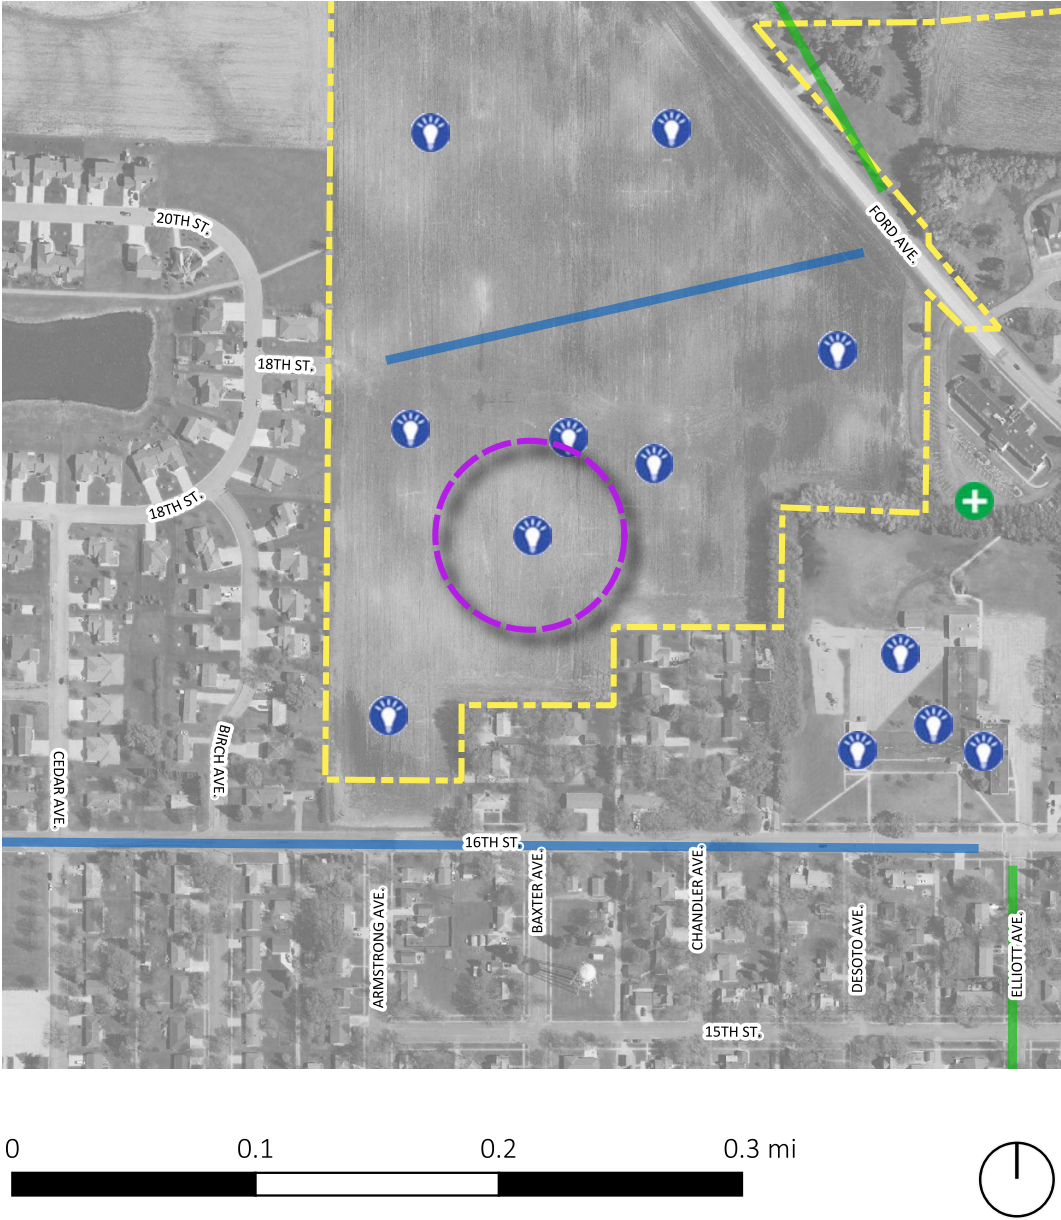 20TH ST.
FORD AVE.
18TH ST.
18TH ST.
CEDAR AVE.
BIRCH AVE.
16TH ST.
ARMSTRONG AVE.
BAXTER AVE.
CHANDLER AVE.
DESOTO AVE.
ELLIOTT AVE.
15TH ST.
0 0.1 0.2 0.3 mi